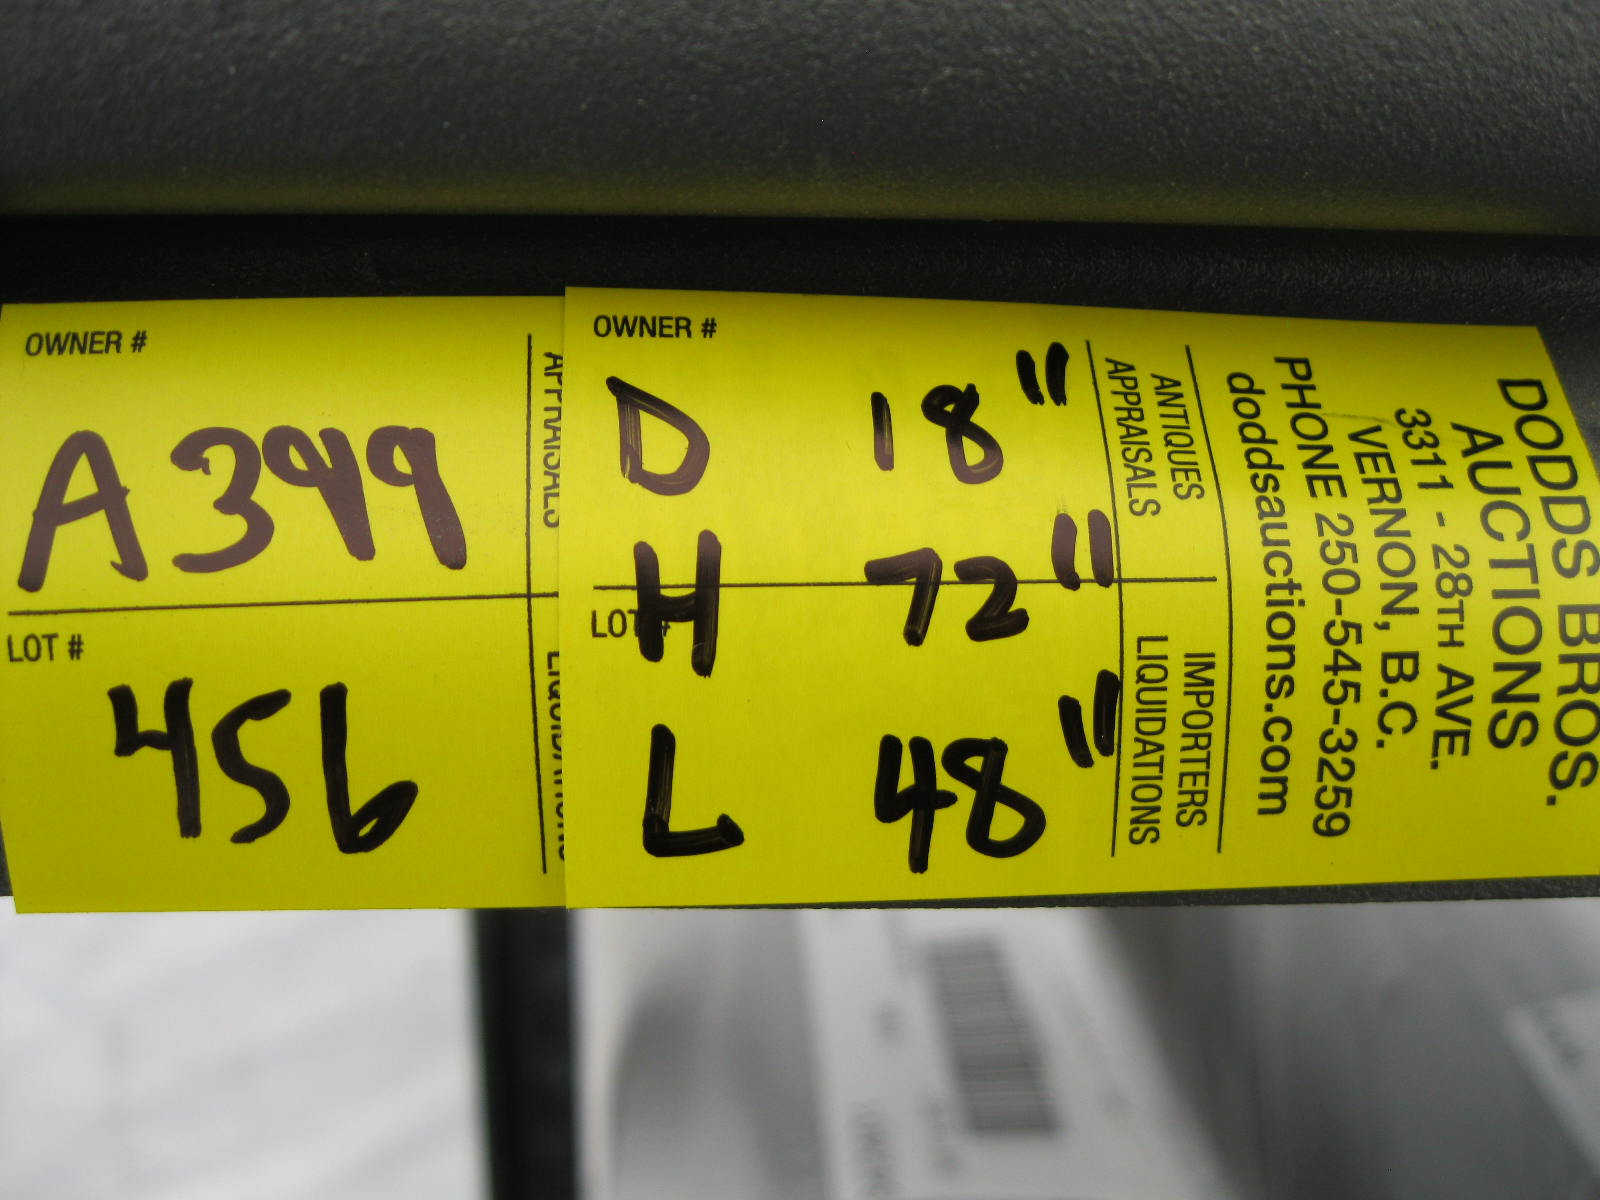 OWNER #
A399
LOT #
456
APPRAISALS
LIQUIDATIONS
OWNER #
D 18"
LOT #
H 72"
L 48"
ANTIQUES
APPRAISALS
IMPORTERS
LIQUIDATIONS
DODDS BROS.
AUCTIONS
3311 - 28TH AVE.
VERNON, B.C.
PHONE 250-545-3259
doddsauctions.com